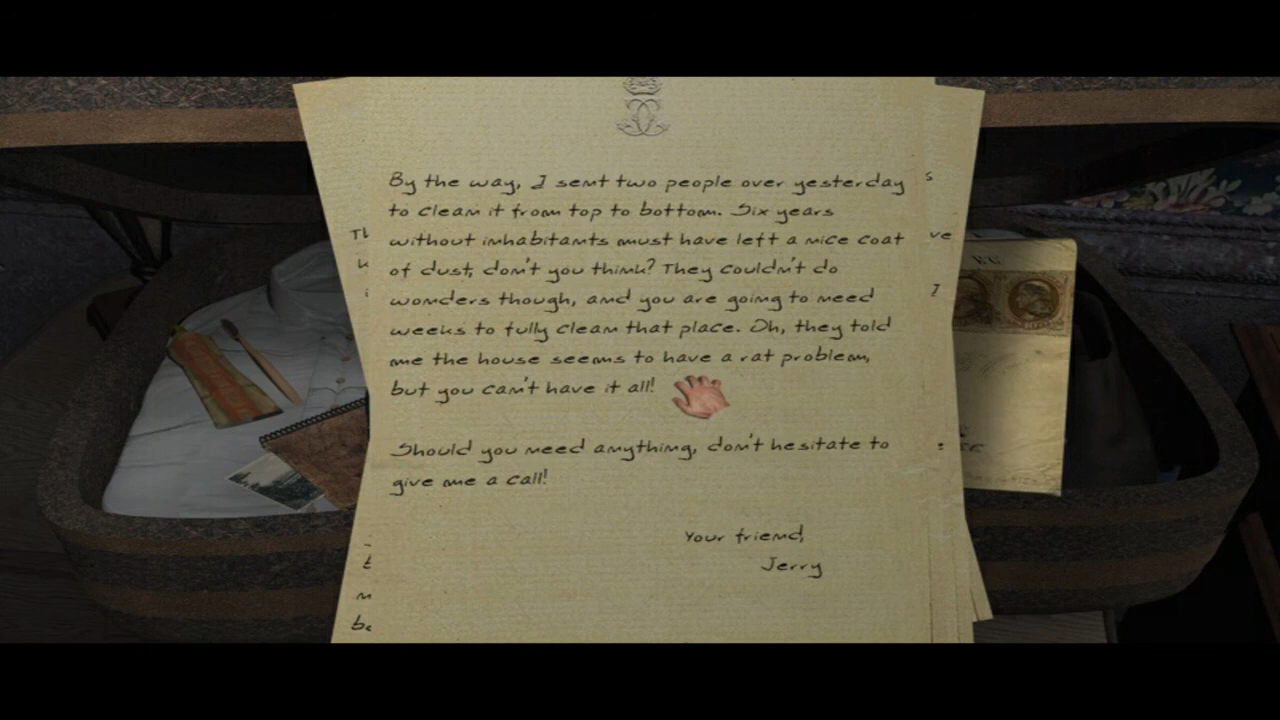 By the way, I sent two people over yesterday
to clean it from top to bottom. Six years
without inhabitants must have left a nice coat
of dust, don't you think? They couldn't do
wonders though, and you are going to need
weeks to fully clean that place. Oh, they told
me the house seems to have a rat problem,
but you can't have it all!
Should you need anything, don't hesitate to
give me a call!
Your friend,
Jerry